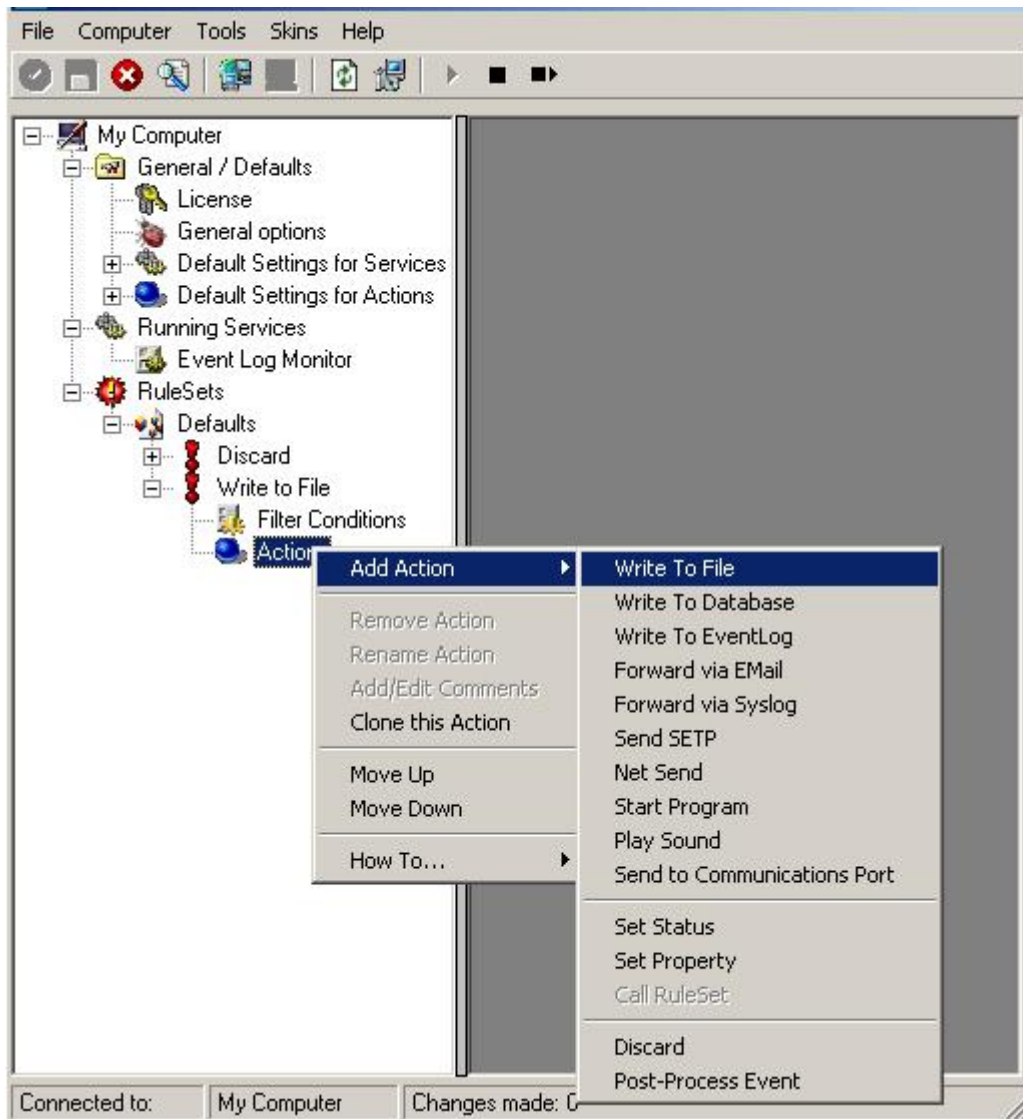 File Computer Tools Skins Help
My Computer
General / Defaults
License
General options
Default Settings for Services
Default Settings for Actions
Running Services
Event Log Monitor
RuleSets
Defaults
Discard
Write to File
Filter Conditions
Action
Add Action
Remove Action
Rename Action
Add/Edit Comments
Clone this Action
Move Up
Move Down
How To...
Write To File
Write To Database
Write To EventLog
Forward via EMail
Forward via Syslog
Send SETP
Net Send
Start Program
Play Sound
Send to Communications Port
Set Status
Set Property
Call RuleSet
Discard
Post-Process Event
Connected to: My Computer Changes made: 0